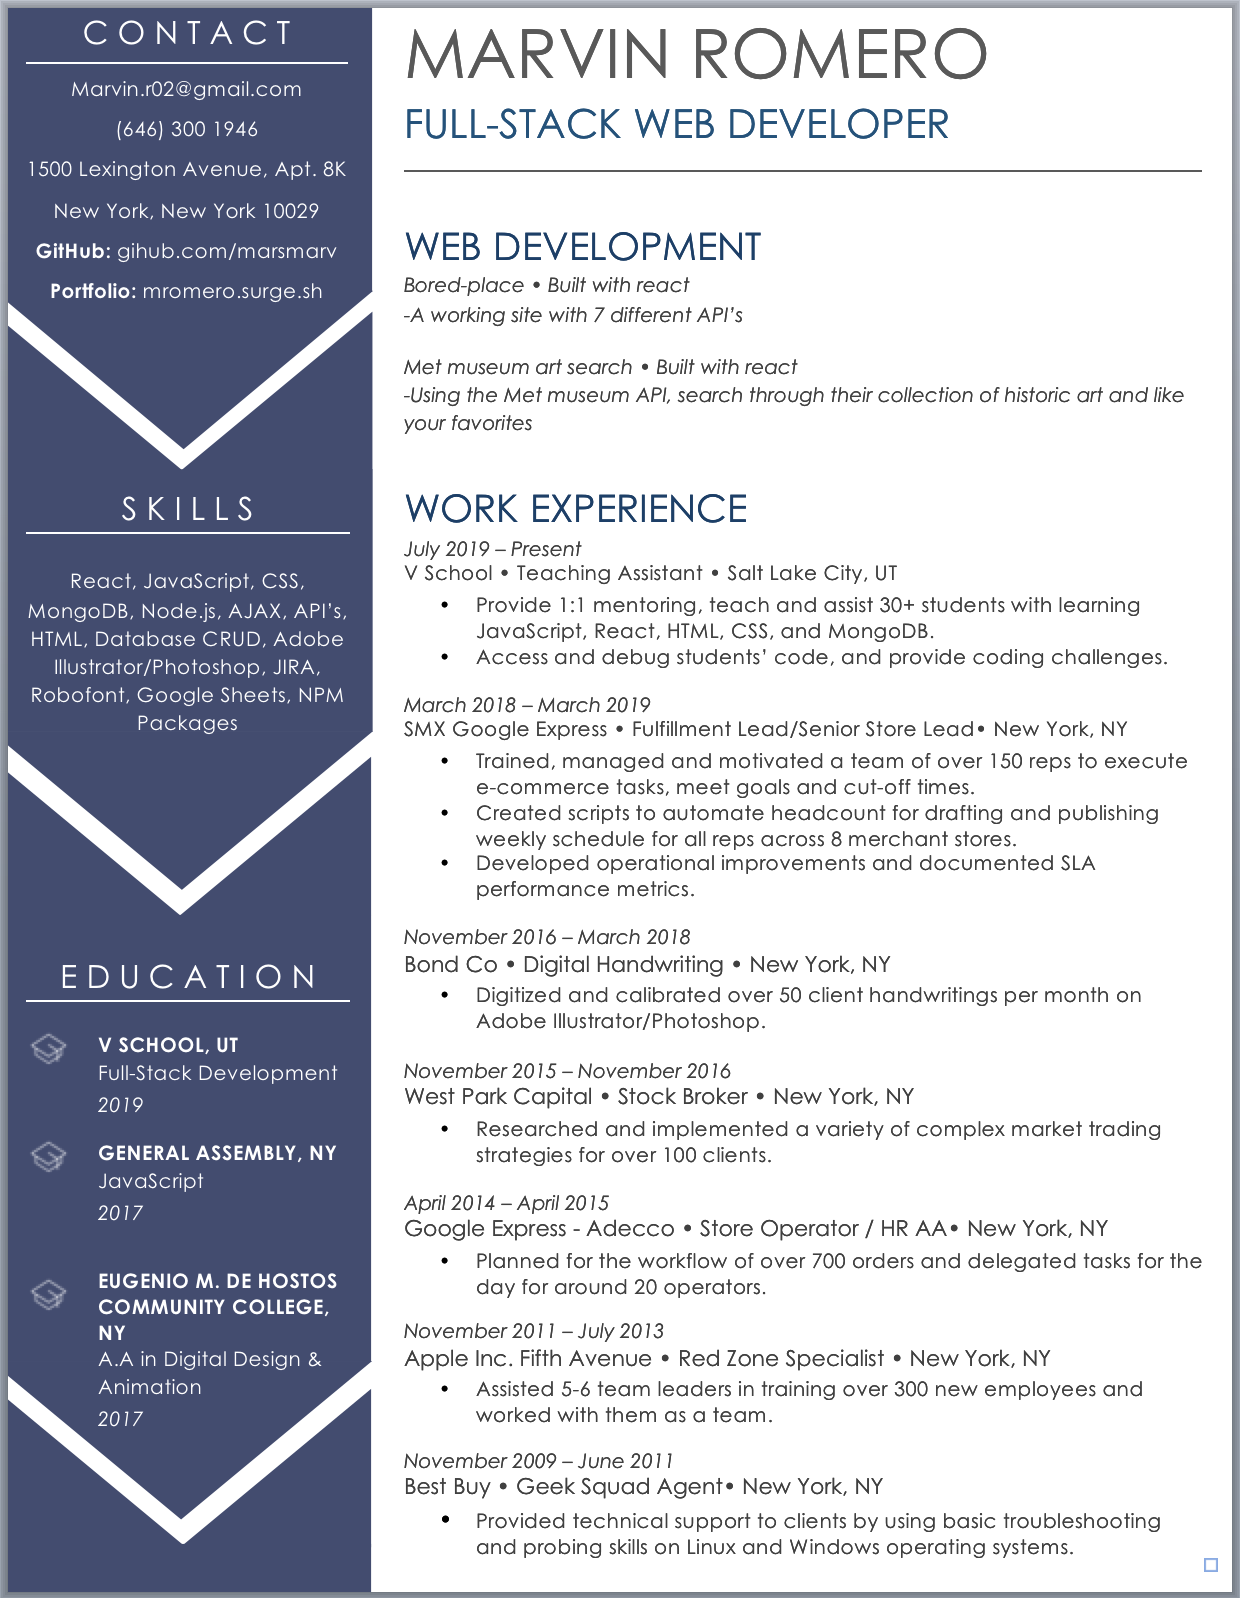 CONTACT
Marvin.r02@gmail.com
(646) 300 1946
1500 Lexington Avenue, Apt. 8K
New York, New York 10029
GitHub: gihub.com/marsmarv
Portfolio: mromero.surge.sh
SKILLS
React, JavaScript, CSS,
MongoDB, Node.js, AJAX, API’s,
HTML, Database CRUD, Adobe
Illustrator/Photoshop, JIRA,
Robofont, Google Sheets, NPM
Packages
EDUCATION
V SCHOOL, UT
Full-Stack Development
2019
GENERAL ASSEMBLY, NY
JavaScript
2017
EUGENIO M. DE HOSTOS
COMMUNITY COLLEGE,
NY
A.A in Digital Design &
Animation
2017
MARVIN ROMERO
FULL-STACK WEB DEVELOPER
WEB DEVELOPMENT
Bored-place • Built with react
-A working site with 7 different API’s
Met museum art search • Built with react
-Using the Met museum API, search through their collection of historic art and like
your favorites
WORK EXPERIENCE
July 2019 – Present
V School • Teaching Assistant • Salt Lake City, UT
• Provide 1:1 mentoring, teach and assist 30+ students with learning
JavaScript, React, HTML, CSS, and MongoDB.
• Access and debug students’ code, and provide coding challenges.
March 2018 – March 2019
SMX Google Express • Fulfillment Lead/Senior Store Lead• New York, NY
• Trained, managed and motivated a team of over 150 reps to execute
e-commerce tasks, meet goals and cut-off times.
• Created scripts to automate headcount for drafting and publishing
weekly schedule for all reps across 8 merchant stores.
• Developed operational improvements and documented SLA
performance metrics.
November 2016 – March 2018
Bond Co • Digital Handwriting • New York, NY
• Digitized and calibrated over 50 client handwritings per month on
Adobe Illustrator/Photoshop.
November 2015 – November 2016
West Park Capital • Stock Broker • New York, NY
• Researched and implemented a variety of complex market trading
strategies for over 100 clients.
April 2014 – April 2015
Google Express - Adecco • Store Operator / HR AA• New York, NY
• Planned for the workflow of over 700 orders and delegated tasks for the
day for around 20 operators.
November 2011 – July 2013
Apple Inc. Fifth Avenue • Red Zone Specialist • New York, NY
• Assisted 5-6 team leaders in training over 300 new employees and
worked with them as a team.
November 2009 – June 2011
Best Buy • Geek Squad Agent• New York, NY
• Provided technical support to clients by using basic troubleshooting
and probing skills on Linux and Windows operating systems.